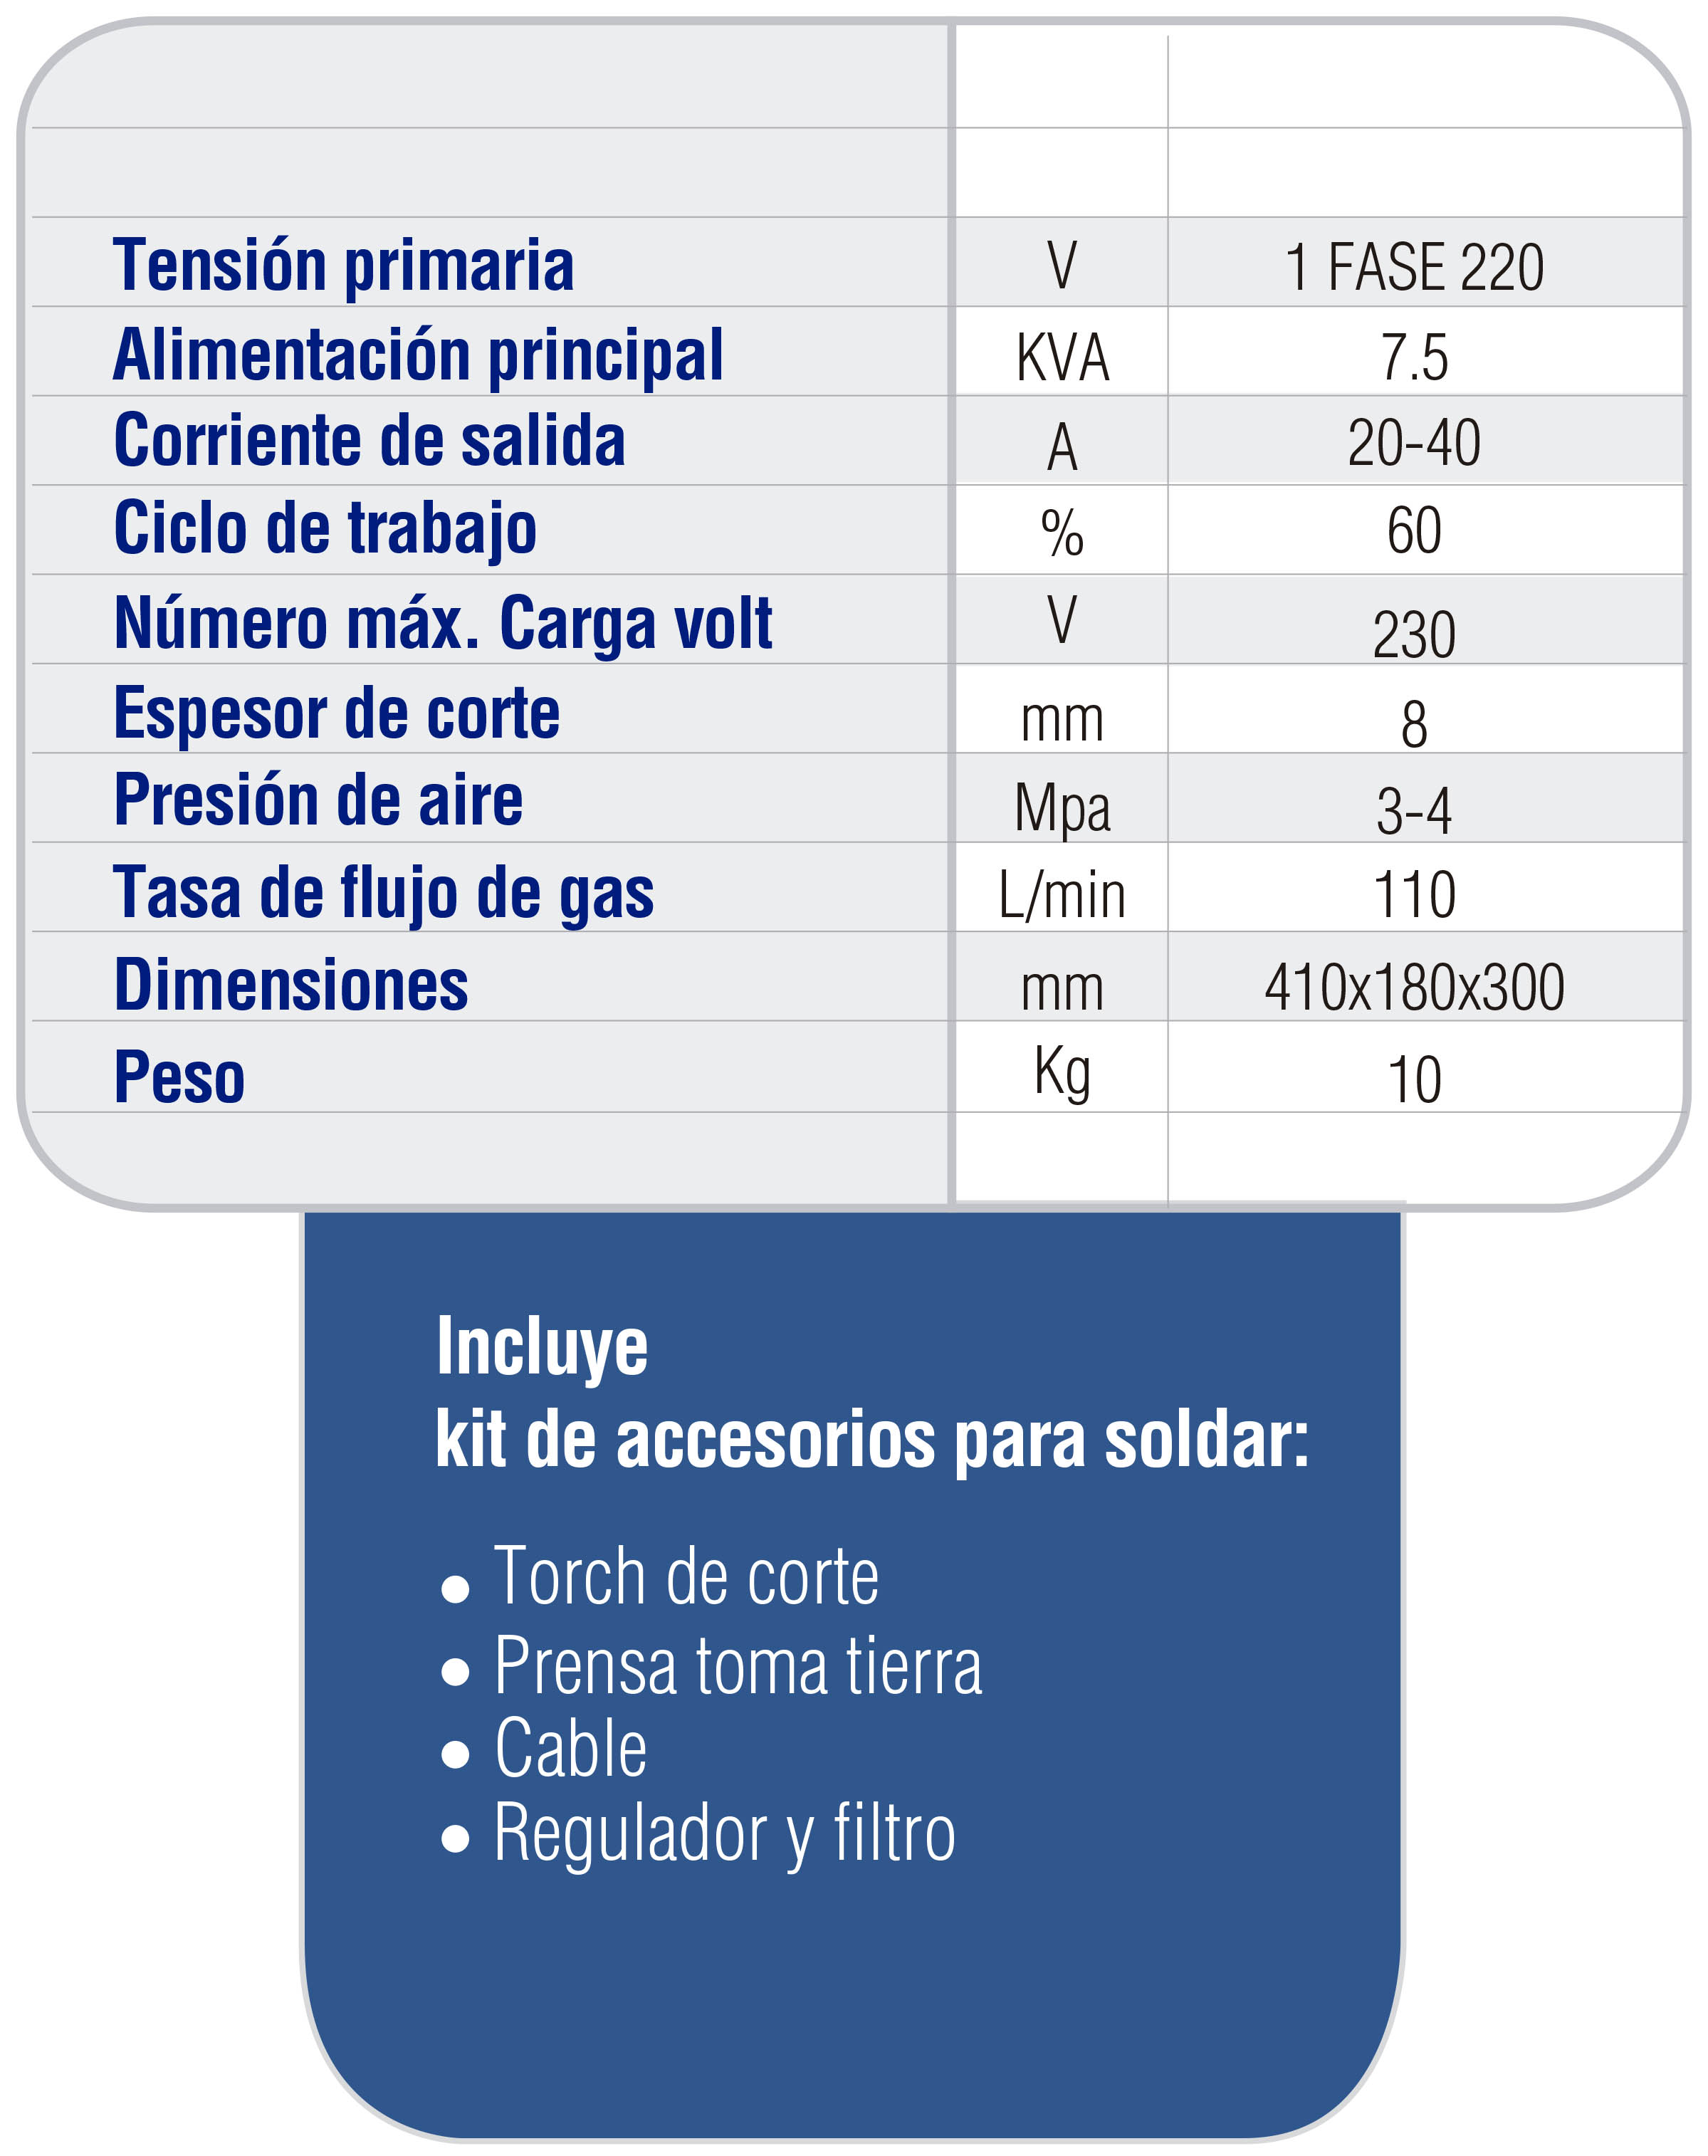 Tensión primaria V 1 FASE 220
Alimentación principal KVA 7.5
Corriente de salida A 20-40
Ciclo de trabajo % 60
Número máx. Carga volt V 230
Espesor de corte mm 8
Presión de aire Mpa 3-4
Tasa de flujo de gas L/min 110
Dimensiones mm 410x180x300
Peso Kg 10
Incluye
kit de accesorios para soldar:
● Torch de corte
● Prensa toma tierra
● Cable
● Regulador y filtro